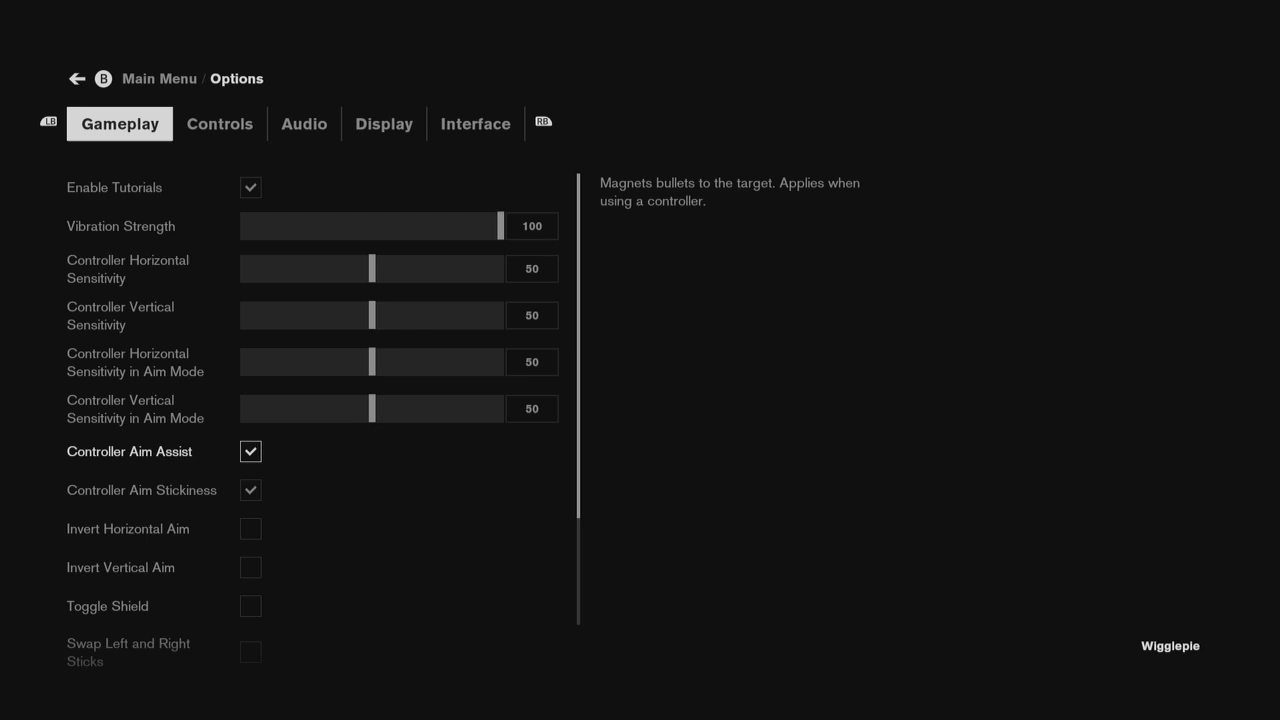 B Main Menu / Options
LB Gameplay Controls Audio Display Interface RB
Enable Tutorials
Vibration Strength 100
Controller Horizontal
Sensitivity 50
Controller Vertical
Sensitivity 50
Controller Horizontal
Sensitivity in Aim Mode 50
Controller Vertical
Sensitivity in Aim Mode 50
Controller Aim Assist
Controller Aim Stickiness
Invert Horizontal Aim
Invert Vertical Aim
Toggle Shield
Swap Left and Right
Sticks
Magnets bullets to the target. Applies when
using a controller.
Wigglepie